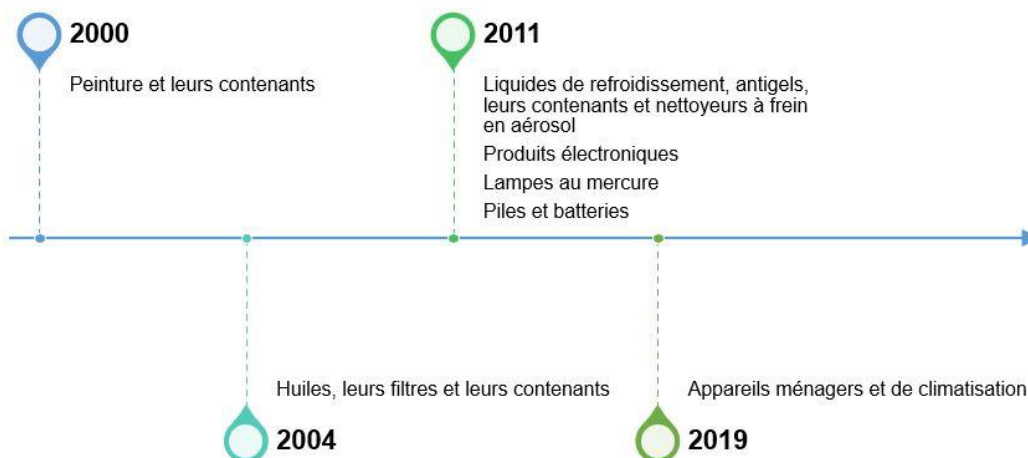 2000
Peinture et leurs contenants
2011
Liquides de refroidissement, antigels,
leurs contenants et nettoyeurs à frein
en aérosol
Produits électroniques
Lampes au mercure
Piles et batteries
Huiles, leurs filtres et leurs contenants
2004
Appareils ménagers et de climatisation
2019